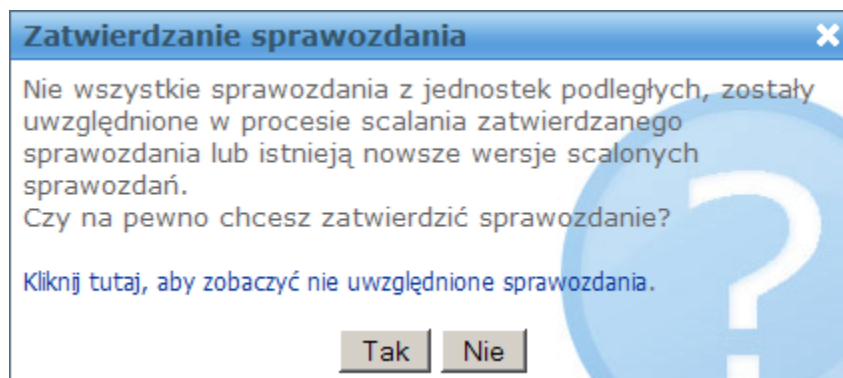 Zatwierdzanie sprawozdania
Nie wszystkie sprawozdania z jednostek podległych, zostały
uwzględnione w procesie scalania zatwierdzanego
sprawozdania lub istnieją nowsze wersje scalonych
sprawozdań.
Czy na pewno chcesz zatwierdzić sprawozdanie?
Kliknij tutaj, aby zobaczyć nie uwzględnione sprawozdania.
Tak Nie